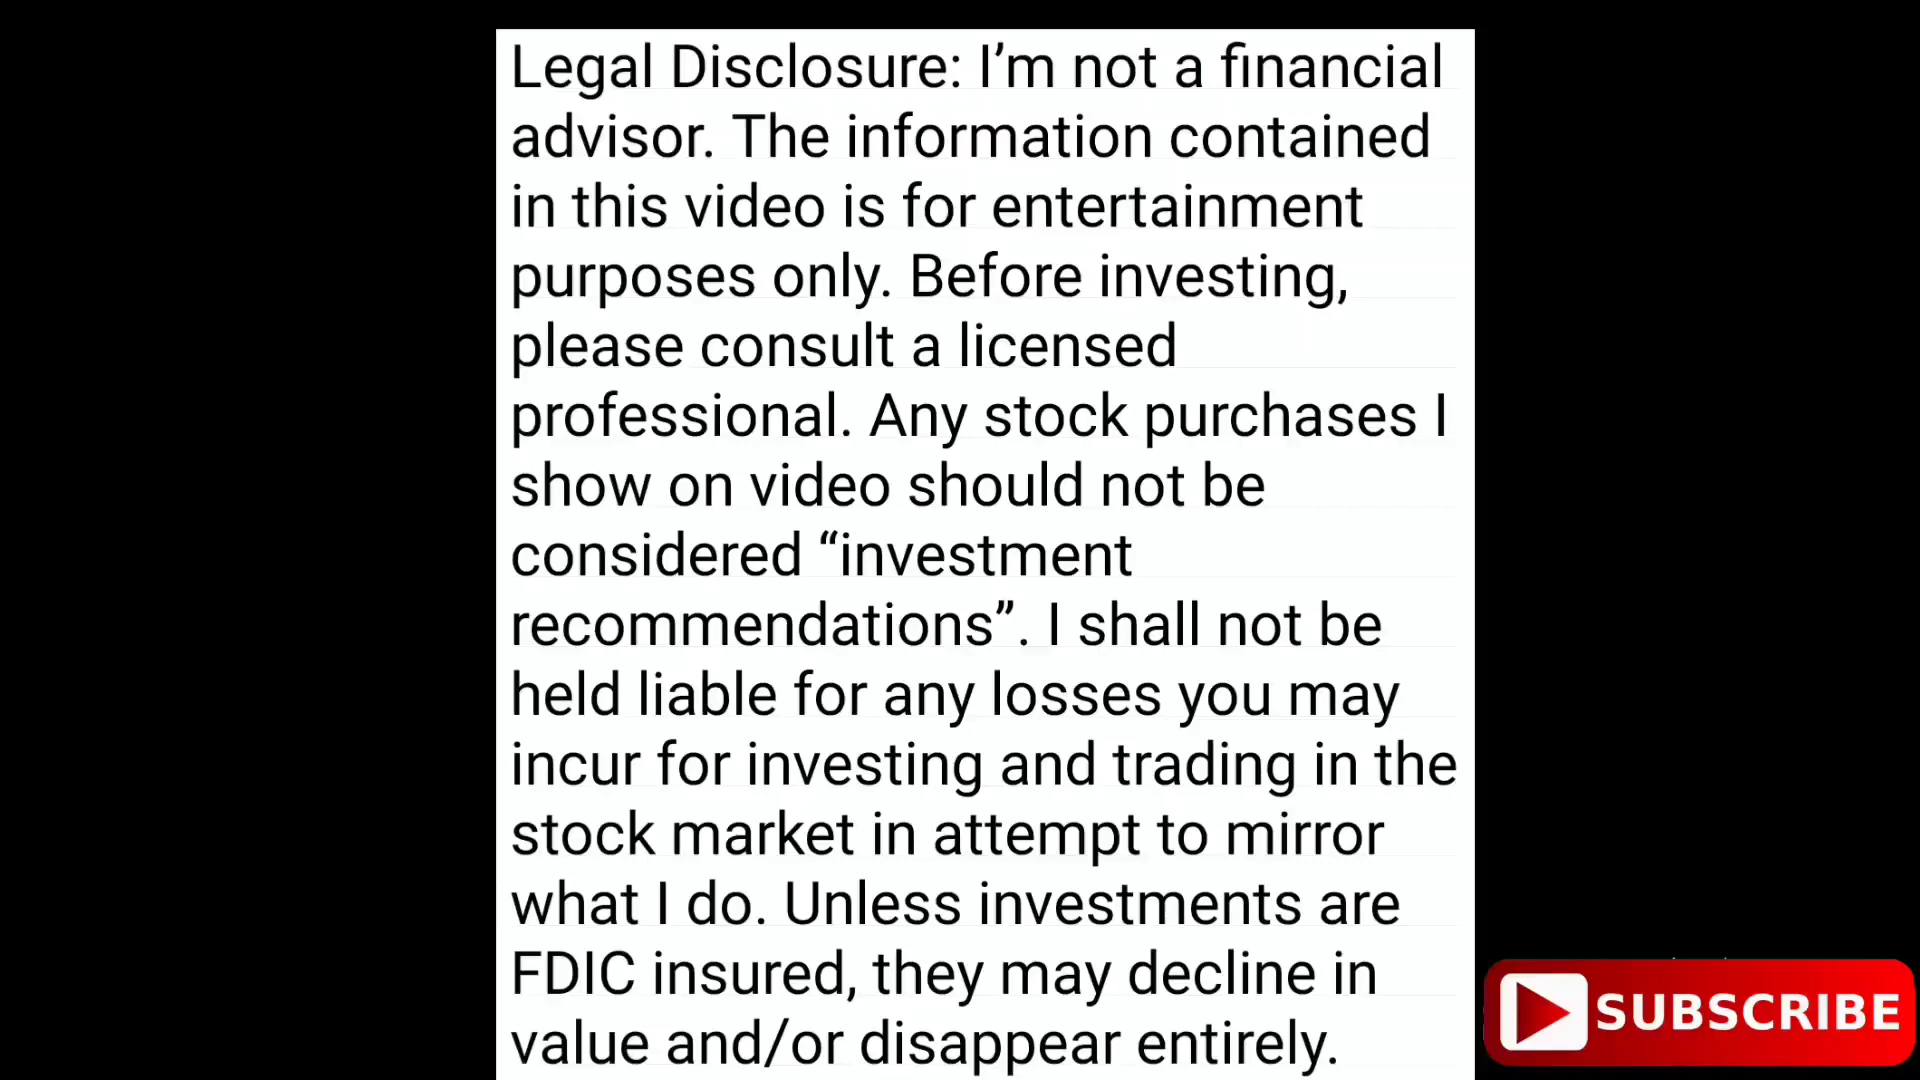 Legal Disclosure: I’m not a financial
advisor. The information contained
in this video is for entertainment
purposes only. Before investing,
please consult a licensed
professional. Any stock purchases I
show on video should not be
considered “investment
recommendations”. I shall not be
held liable for any losses you may
incur for investing and trading in the
stock market in attempt to mirror
what I do. Unless investments are
FDIC insured, they may decline in
value and/or disappear entirely.
SUBSCRIBE